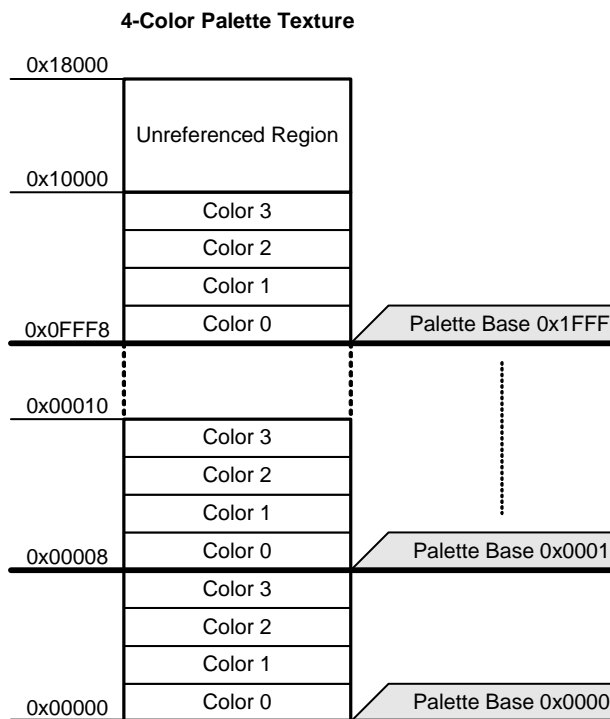 4-Color Palette Texture
0x18000
Unreferenced Region
0x10000
Color 3
Color 2
Color 1
Color 0
0x0FFF8
Palette Base 0x1FFF
0x00010
Color 3
Color 2
Color 1
Color 0
0x00008
Palette Base 0x0001
Color 3
Color 2
Color 1
Color 0
0x00000
Palette Base 0x0000